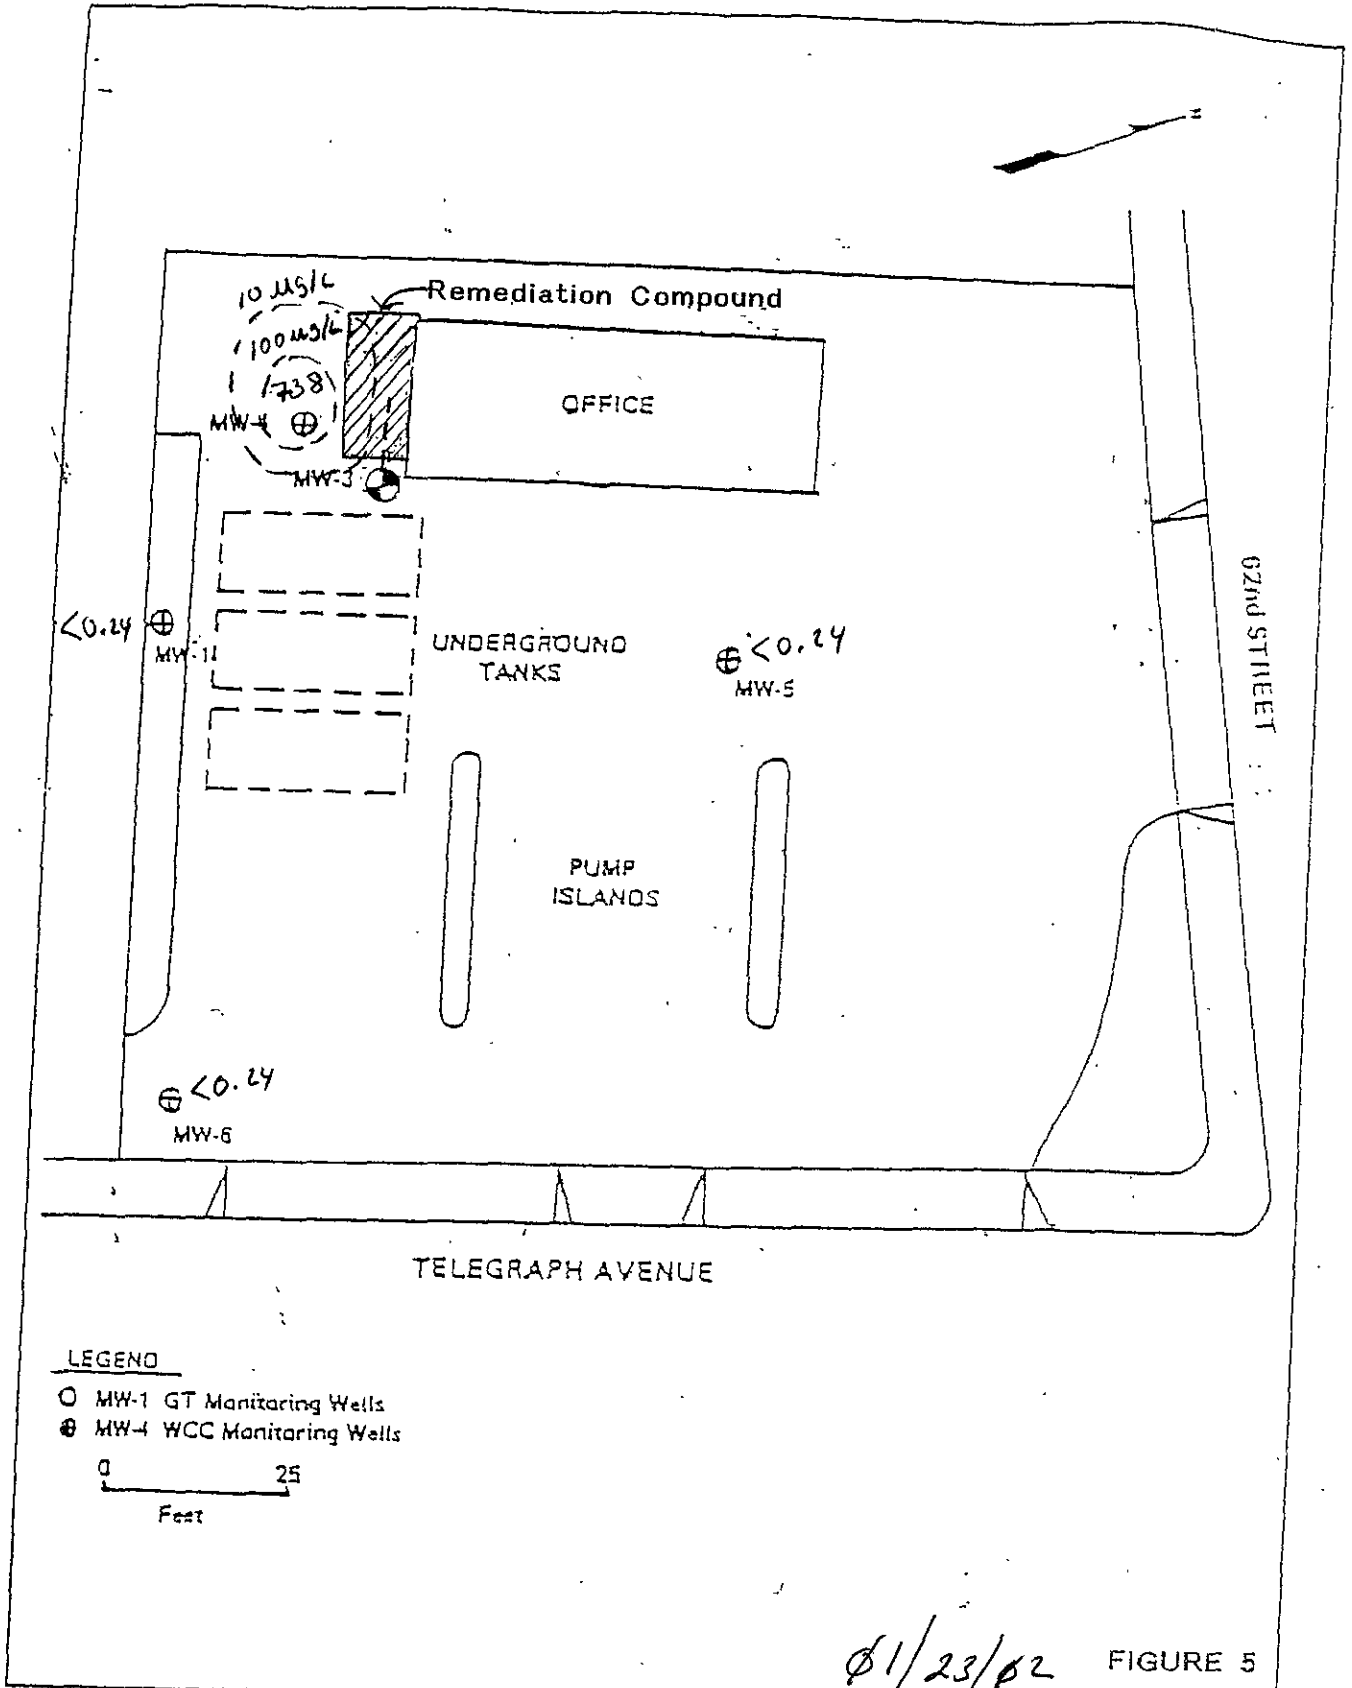 10 µg/L
Remediation Compound
100 µg/L
738
OFFICE
MW-4
MW-3
<0.24
MW-1
UNDERGROUND
TANKS
<0.24
MW-5
62nd STREET
PUMP
ISLANDS
<0.24
MW-6
TELEGRAPH AVENUE
LEGEND
MW-1 GT Monitoring Wells
MW-4 WCC Monitoring Wells
0 25
Feet
01/23/02 FIGURE 5